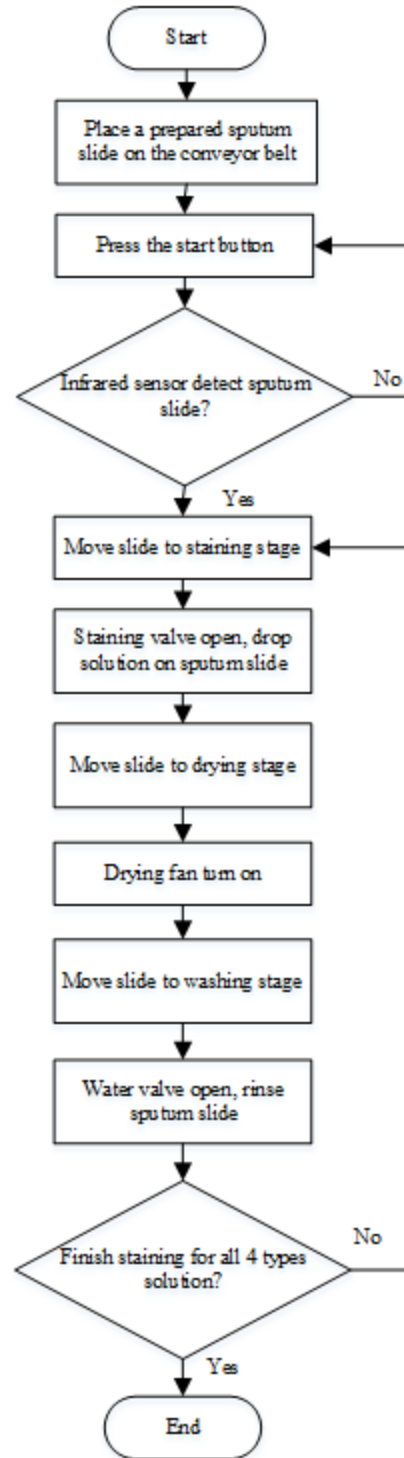 Start
Place a prepared sputum
slide on the conveyor belt
Press the start button
Infrared sensor detect sputum
slide?
No
Yes
Move slide to staining stage
Staining valve open, drop
solution on sputum slide
Move slide to drying stage
Drying fan turn on
Move slide to washing stage
Water valve open, rinse
sputum slide
Finish staining for all 4 types
solution?
No
Yes
End